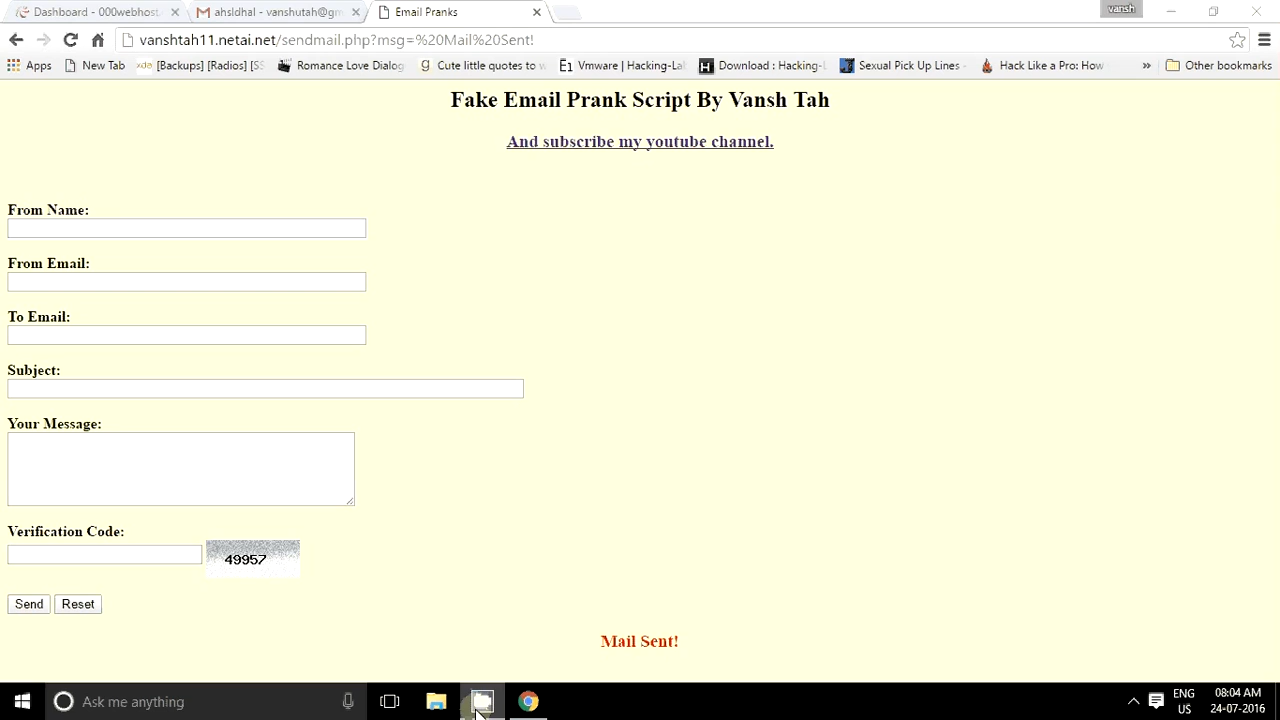 Dashboard - 000webhost.
ahsldhal - vanshutah@gm
Email Pranks
vansh
vanshtah11.netai.net/sendmail.php?msg=%20Mail%20Sent!
Apps
New Tab
[Backups] [Radios] [SS
Romance Love Dialog
Cute little quotes to w
Vmware | Hacking-Lab
Download : Hacking-L
Sexual Pick Up Lines -
Hack Like a Pro: How
»
Other bookmarks
Fake Email Prank Script By Vansh Tah
And subscribe my youtube channel.
From Name:
From Email:
To Email:
Subject:
Your Message:
Verification Code:
49957
Send
Reset
Mail Sent!
Ask me anything
ENG
US
08:04 AM
24-07-2016